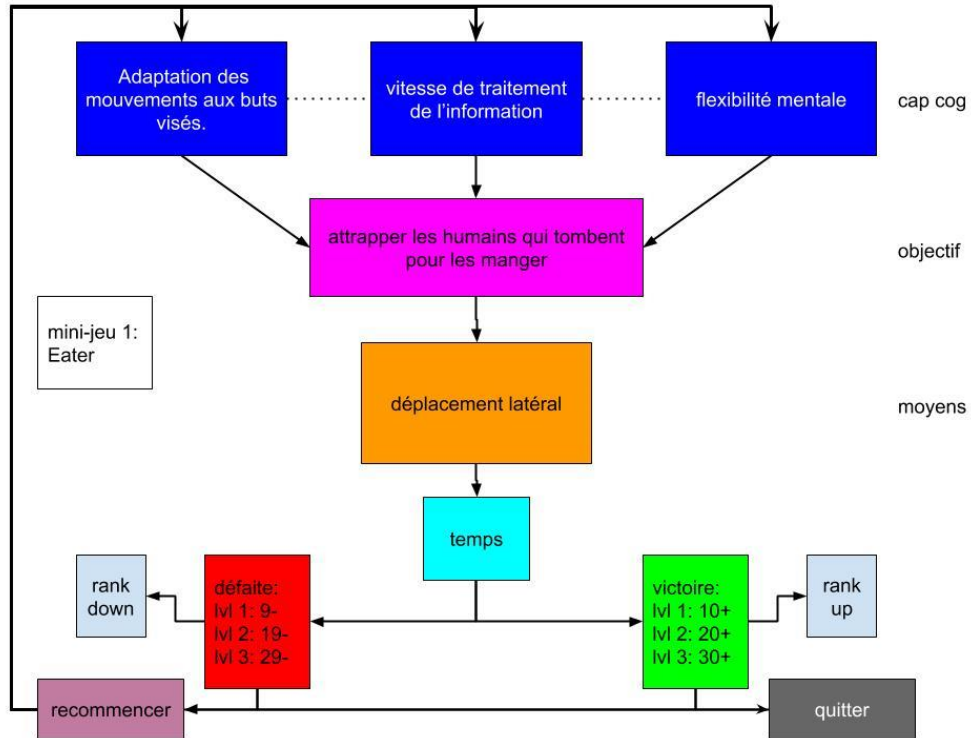 Adaptation des
mouvements aux buts
visés.
vitesse de traitement
de l'information
flexibilité mentale
cap cog
attrapper les humains qui tombent
pour les manger
objectif
mini-jeu 1:
Eater
déplacement latéral
moyens
temps
rank
down
défaite:
lvl 1: 9-
lvl 2: 19-
lvl 3: 29-
victoire:
lvl 1: 10+
lvl 2: 20+
lvl 3: 30+
rank
up
recommencer
quitter